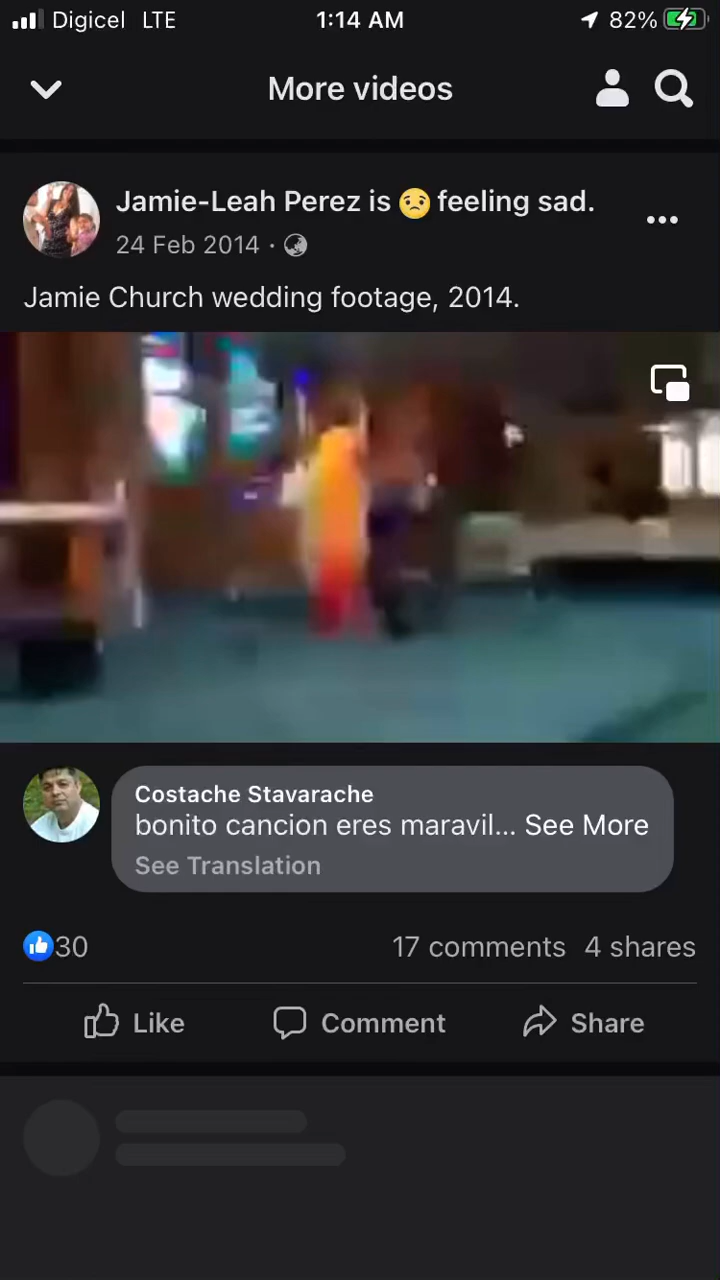 Digicel LTE 1:14 AM 82%
More videos
Jamie-Leah Perez is 😟 feeling sad.
24 Feb 2014 ·
Jamie Church wedding footage, 2014.
Costache Stavarache
bonito cancion eres maravil... See More
See Translation
30 17 comments 4 shares
Like Comment Share